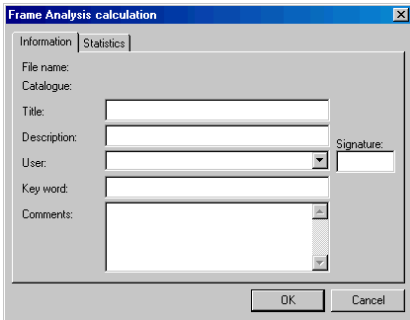 Frame Analysis calculation
Information Statistics
File name:
Catalogue:
Title:
Description:
Signature:
User:
Key word:
Comments:
OK Cancel